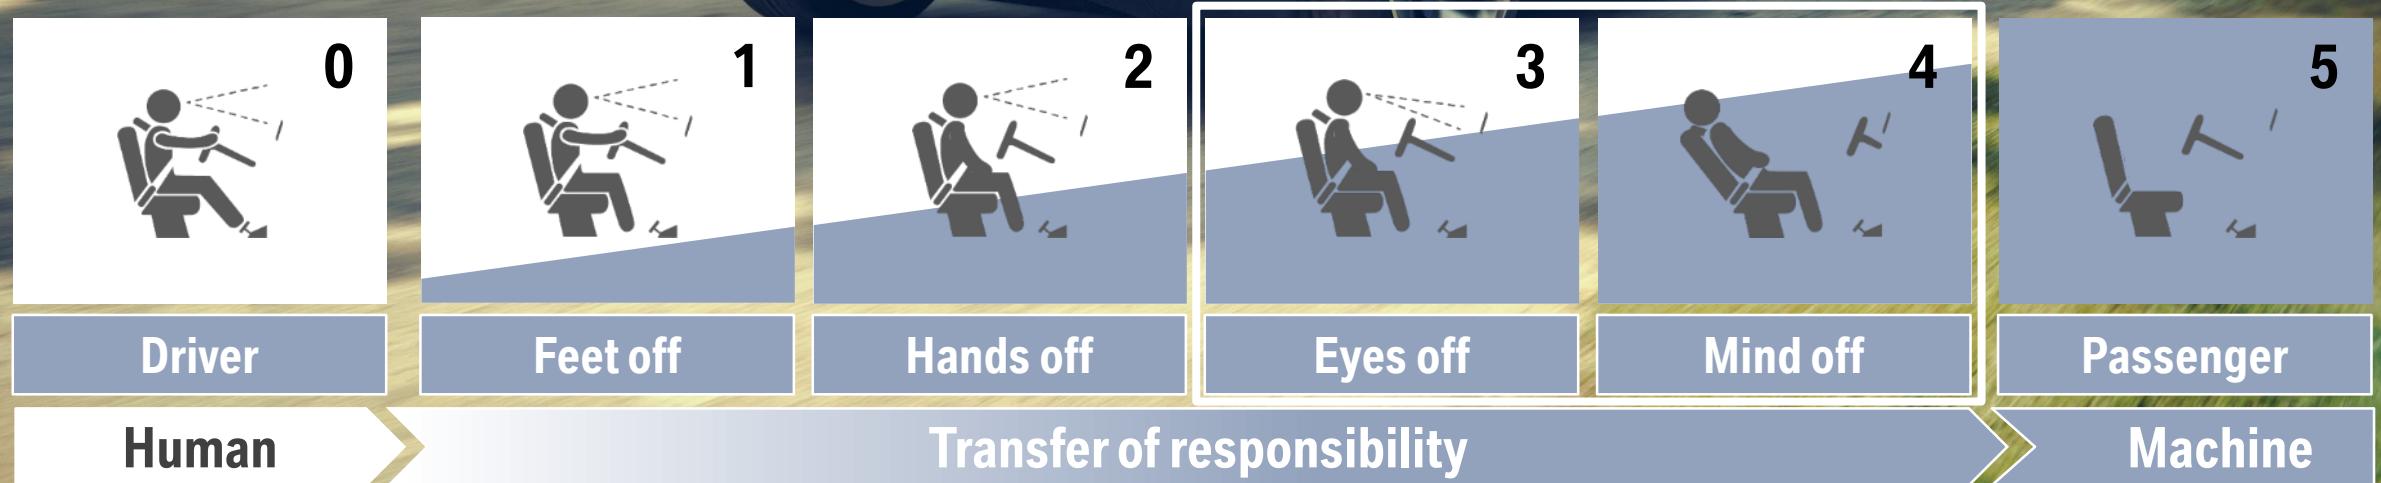 0
1
2
3
4
5
Driver
Feet off
Hands off
Eyes off
Mind off
Passenger
Human
Transfer of responsibility
Machine